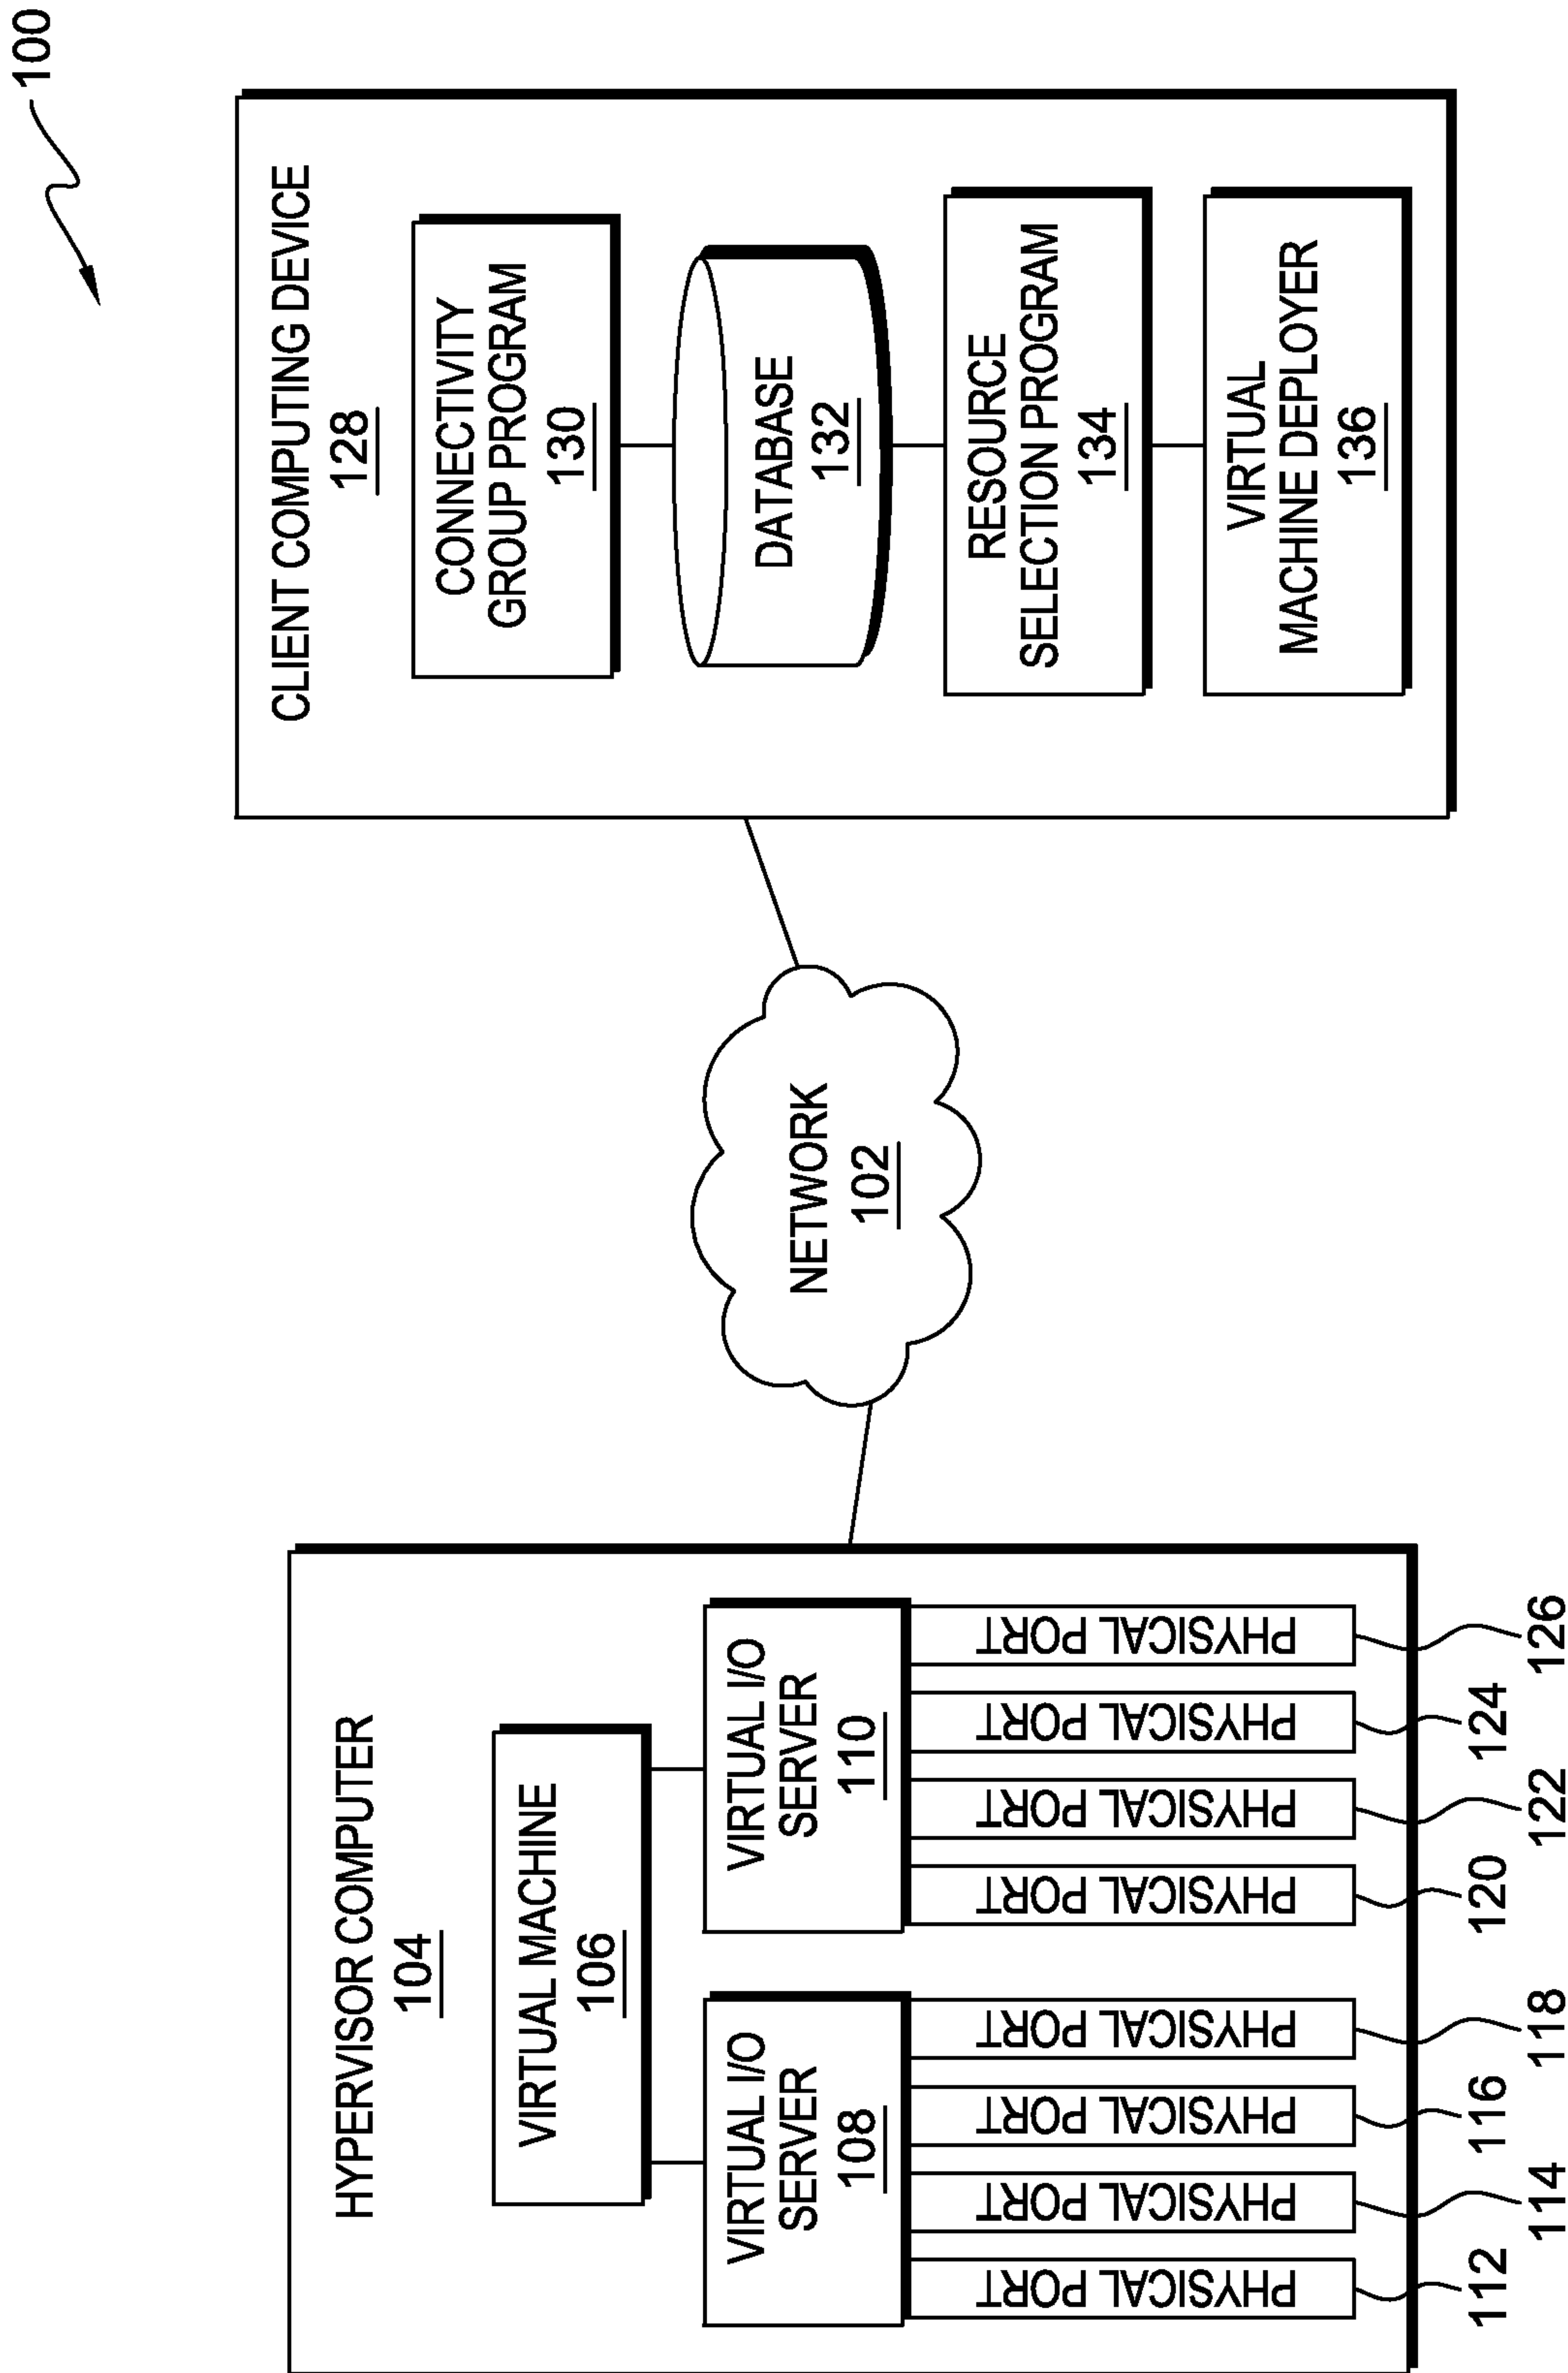 100
HYPERVISOR COMPUTER
104
VIRTUAL MACHINE
106
VIRTUAL I/O
SERVER
108
VIRTUAL I/O
SERVER
110
PHYSICAL PORT
PHYSICAL PORT
PHYSICAL PORT
PHYSICAL PORT
PHYSICAL PORT
PHYSICAL PORT
PHYSICAL PORT
PHYSICAL PORT
112
114
116
118
120
122
124
126
NETWORK
102
CLIENT COMPUTING DEVICE
128
CONNECTIVITY
GROUP PROGRAM
130
DATABASE
132
RESOURCE
SELECTION PROGRAM
134
VIRTUAL
MACHINE DEPLOYER
136